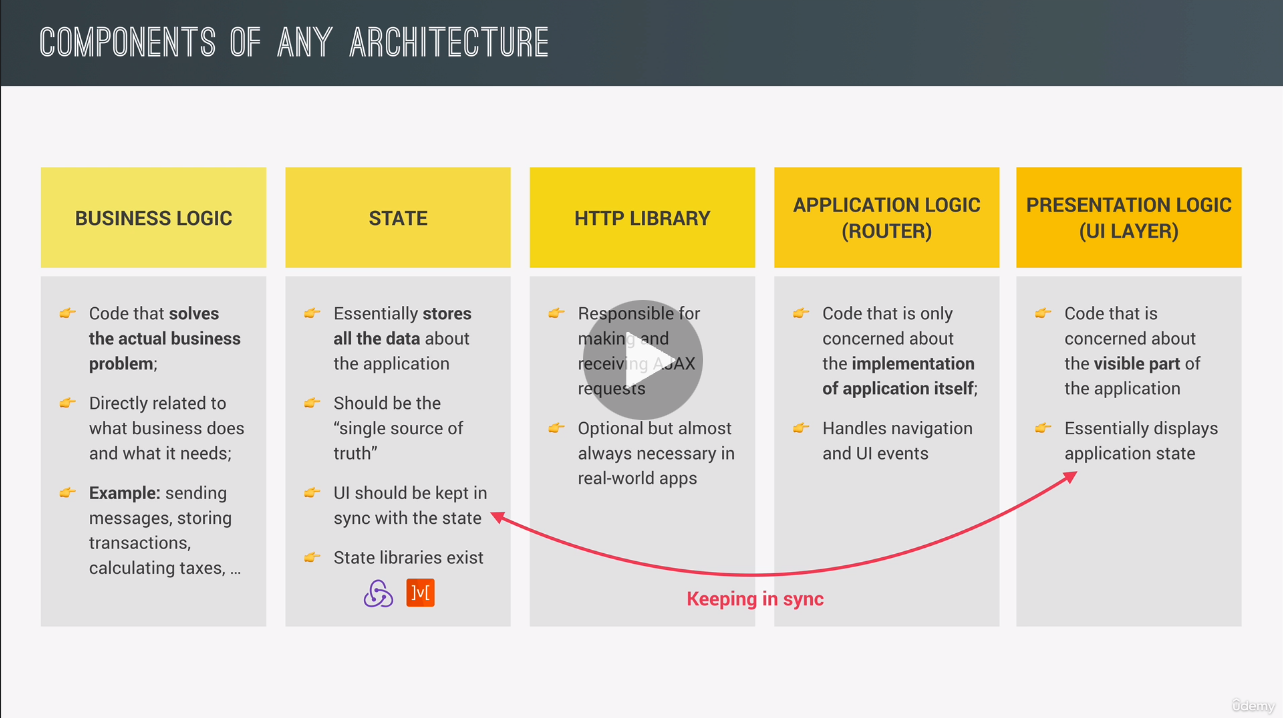 COMPONENTS OF ANY ARCHITECTURE
BUSINESS LOGIC
Code that solves
the actual business
problem;
Directly related to
what business does
and what it needs;
Example: sending
messages, storing
transactions,
calculating taxes, …
STATE
Essentially stores
all the data about
the application
Should be the
“single source of
truth”
UI should be kept in
sync with the state
State libraries exist
]v[
HTTP LIBRARY
Responsible for
making and
receiving AJAX
requests
Optional but almost
always necessary in
real-world apps
APPLICATION LOGIC
(ROUTER)
Code that is only
concerned about
the implementation
of application itself;
Handles navigation
and UI events
PRESENTATION LOGIC
(UI LAYER)
Code that is
concerned about
the visible part of
the application
Essentially displays
application state
Keeping in sync
ûdemy